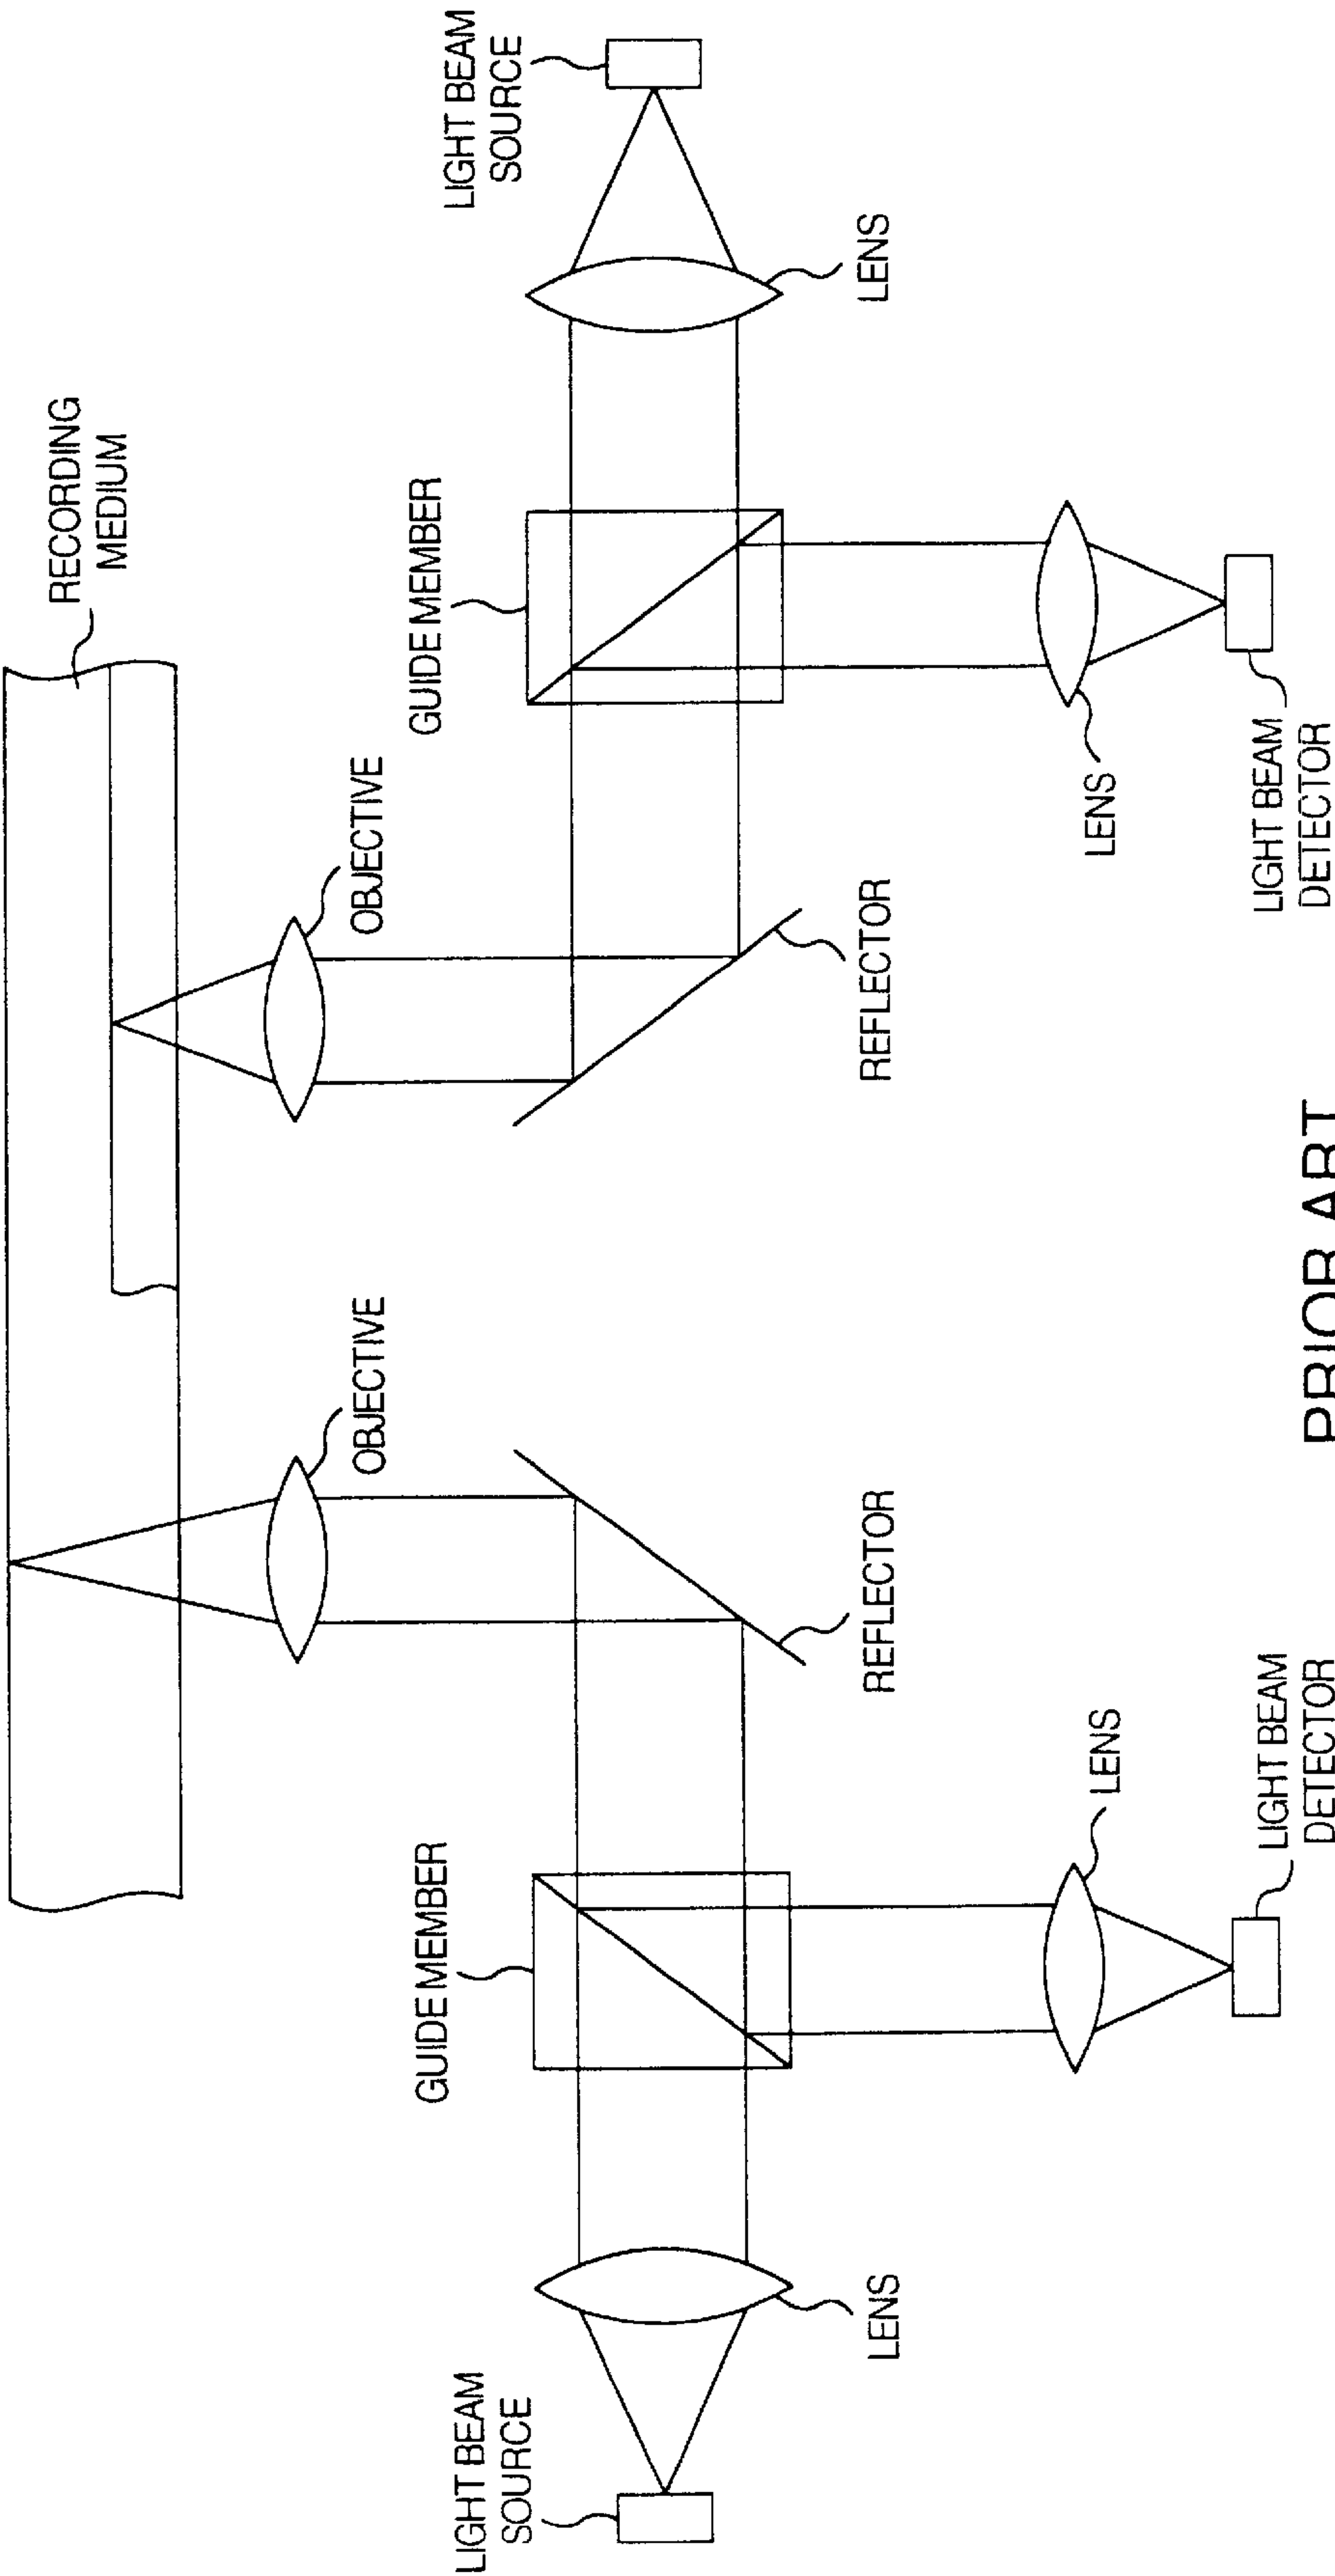 RECORDING
MEDIUM
OBJECTIVE
OBJECTIVE
GUIDE MEMBER
GUIDE MEMBER
LIGHT BEAM
SOURCE
LIGHT BEAM
SOURCE
LENS
REFLECTOR
REFLECTOR
LENS
LENS
LENS
LIGHT BEAM
DETECTOR
LIGHT BEAM
DETECTOR
PRIOR ART